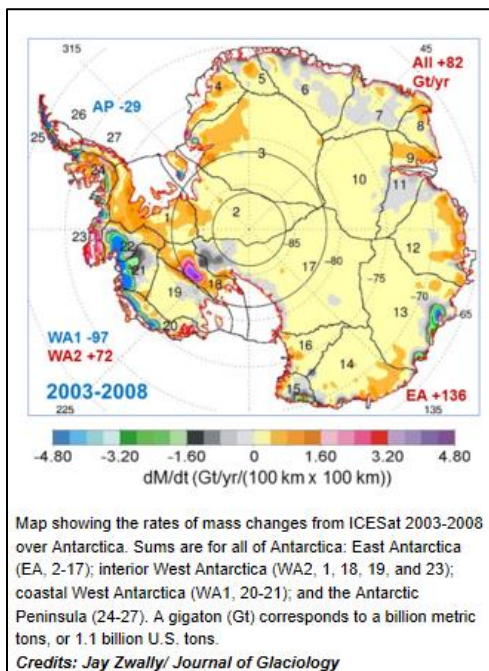 315
45
All +82
Gt/yr
AP -29
5
4
6
7
8
26
25
27
3
9
24
10
11
1
2
-85
12
23
22
17
-80
21
18
-75
19
13
-70
-65
20
16
14
WA1 -97
WA2 +72
15
2003-2008
EA +136
225
135
-4.80 -3.20 -1.60 0 1.60 3.20 4.80
dM/dt (Gt/yr/(100 km x 100 km))
Map showing the rates of mass changes from ICESat 2003-2008
over Antarctica. Sums are for all of Antarctica: East Antarctica
(EA, 2-17); interior West Antarctica (WA2, 1, 18, 19, and 23);
coastal West Antarctica (WA1, 20-21); and the Antarctic
Peninsula (24-27). A gigaton (Gt) corresponds to a billion metric
tons, or 1.1 billion U.S. tons.
Credits: Jay Zwally/ Journal of Glaciology